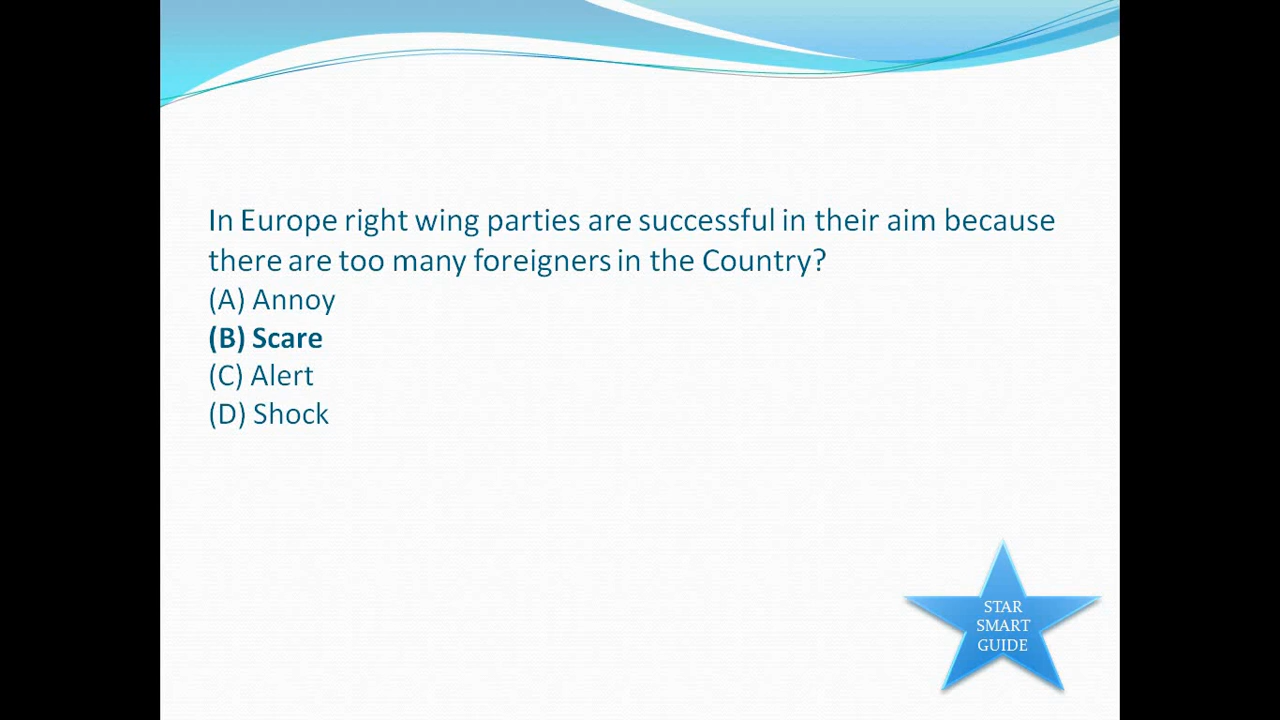 In Europe right wing parties are successful in their aim because
there are too many foreigners in the Country?
(A) Annoy
(B) Scare
(C) Alert
(D) Shock
STAR
SMART
GUIDE